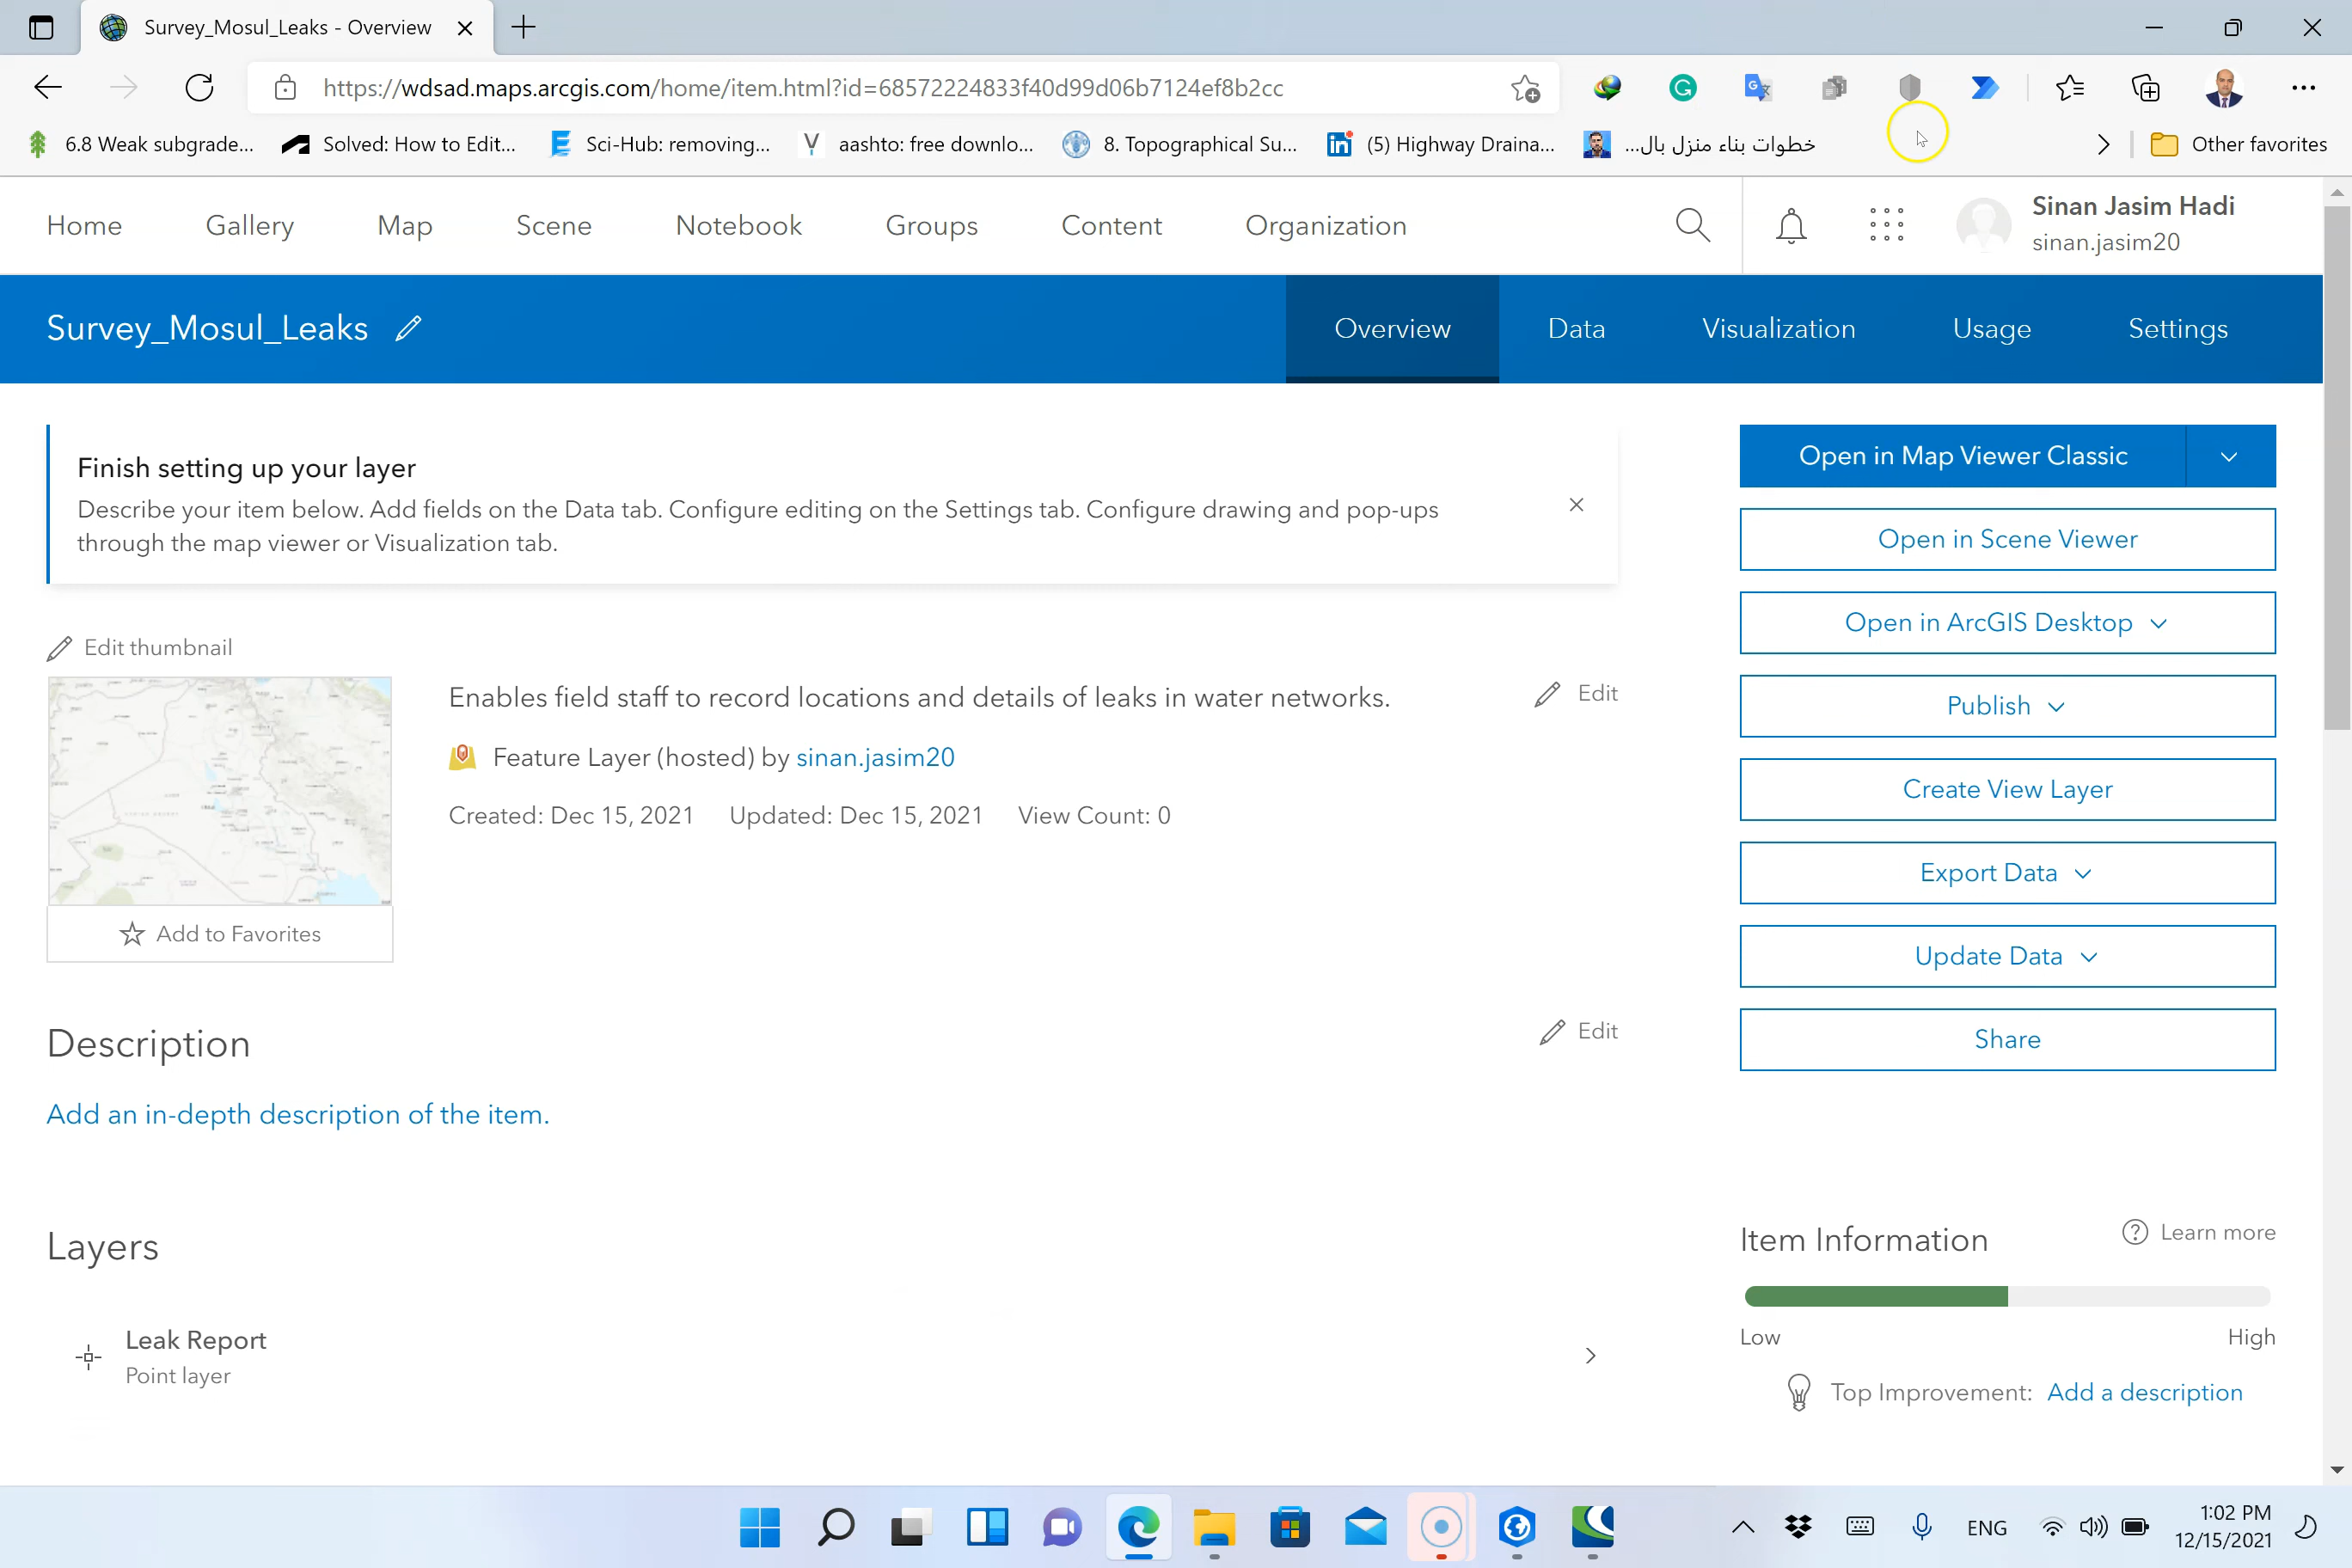 Survey_Mosul_Leaks - Overview
https://wdsad.maps.arcgis.com/home/item.html?id=68572224833f40d99d06b7124ef8b2cc
6.8 Weak subgrade...
Solved: How to Edit...
Sci-Hub: removing...
aashto: free downlo...
8. Topographical Su...
(5) Highway Draina...
خطوات بناء منزل بال...
Other favorites
Home
Gallery
Map
Scene
Notebook
Groups
Content
Organization
Sinan Jasim Hadi
sinan.jasim20
Survey_Mosul_Leaks
Overview
Data
Visualization
Usage
Settings
Finish setting up your layer
Describe your item below. Add fields on the Data tab. Configure editing on the Settings tab. Configure drawing and pop-ups
through the map viewer or Visualization tab.
Edit thumbnail
Add to Favorites
Enables field staff to record locations and details of leaks in water networks.
Edit
Feature Layer (hosted) by sinan.jasim20
Created: Dec 15, 2021 Updated: Dec 15, 2021 View Count: 0
Description
Edit
Add an in-depth description of the item.
Layers
Leak Report
Point layer
Open in Map Viewer Classic
Open in Scene Viewer
Open in ArcGIS Desktop
Publish
Create View Layer
Export Data
Update Data
Share
Item Information
Learn more
Low
High
Top Improvement: Add a description
ENG
1:02 PM
12/15/2021